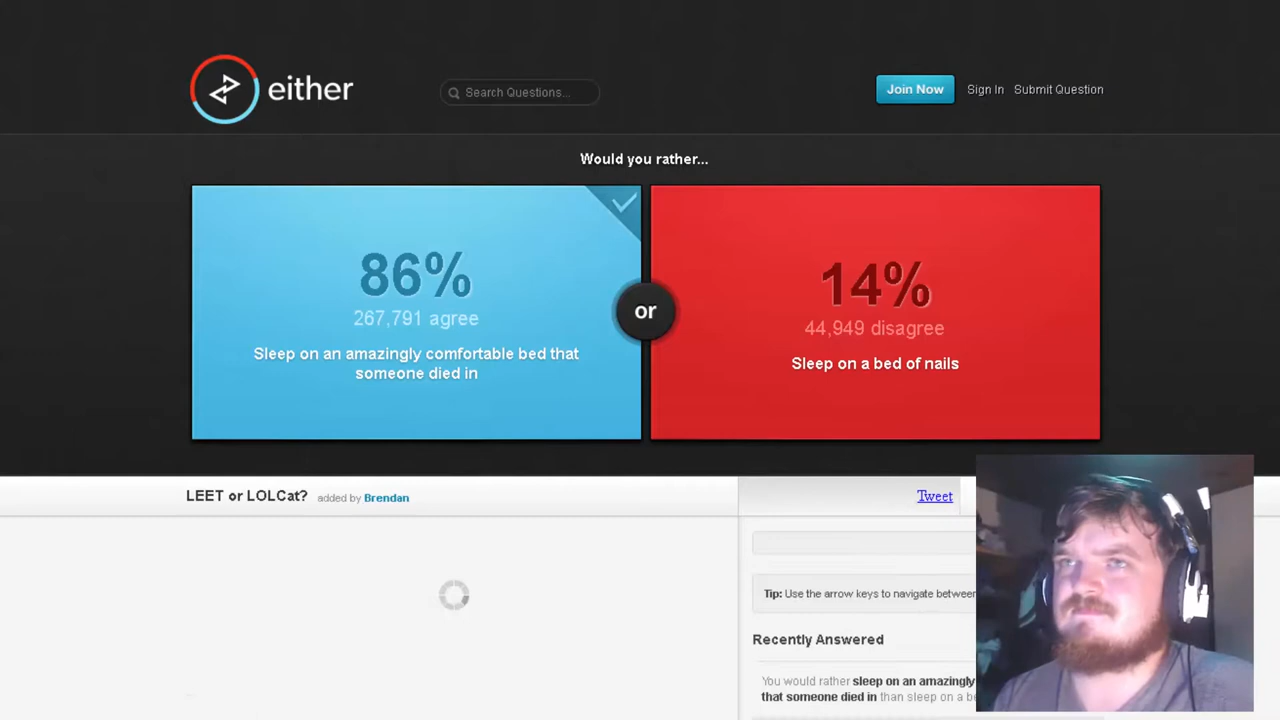 either
Search Questions...
Join Now
Sign In
Submit Question
Would you rather...
86%
267,791 agree
Sleep on an amazingly comfortable bed that
someone died in
or
14%
44,949 disagree
Sleep on a bed of nails
LEET or LOLCat?
added by Brendan
Tweet
Tip: Use the arrow keys to navigate between
Recently Answered
You would rather sleep on an amazingly
that someone died in than sleep on a be